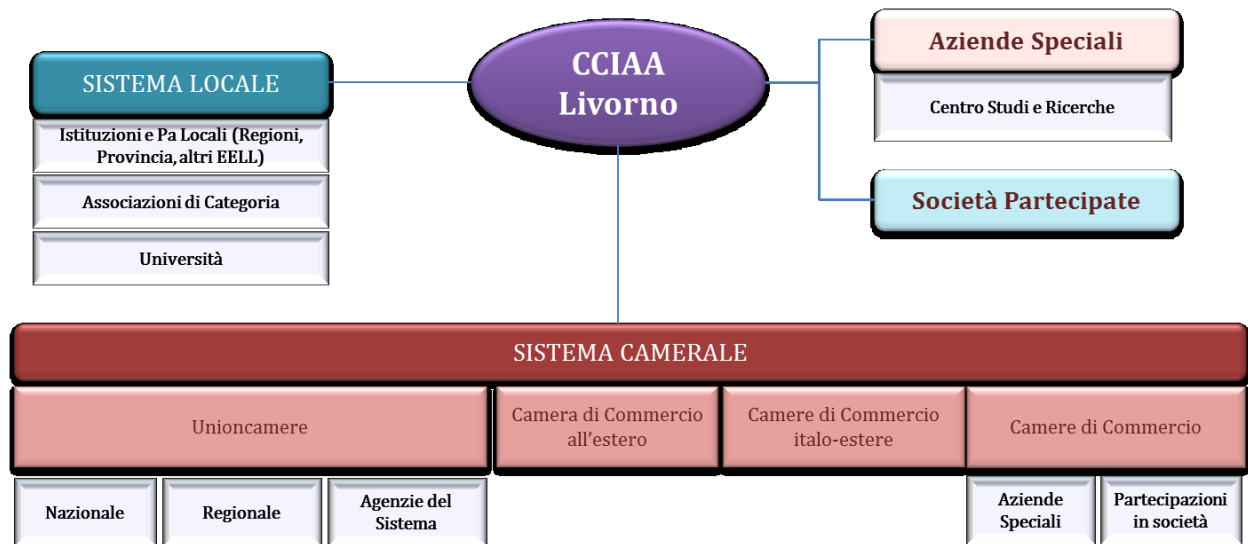 CCIAA
Livorno
SISTEMA LOCALE
Istituzioni e Pa Locali (Regioni,
Provincia, altri EELL)
Associazioni di Categoria
Università
Aziende Speciali
Centro Studi e Ricerche
Società Partecipate
SISTEMA CAMERALE
Unioncamere
Camera di Commercio
all'estero
Camere di Commercio
italo-estere
Camere di Commercio
Nazionale
Regionale
Agenzie del
Sistema
Aziende
Speciali
Partecipazioni
in società